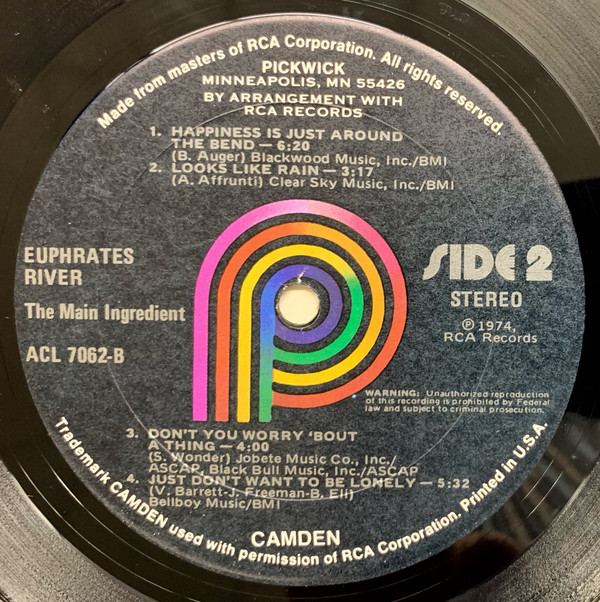 Made from masters of RCA Corporation. All rights reserved.
PICKWICK
MINNEAPOLIS, MN 55426
BY ARRANGEMENT WITH
RCA RECORDS
1. HAPPINESS IS JUST AROUND
THE BEND — 6:20
(B. Auger) Blackwood Music, Inc./BMI
2. LOOKS LIKE RAIN — 3:17
(A. Affrunti) Clear Sky Music, Inc./BMI
EUPHRATES
RIVER
The Main Ingredient
ACL 7062-B
SIDE 2
STEREO
℗ 1974,
RCA Records
WARNING: Unauthorized reproduction
of this recording is prohibited by Federal
law and subject to criminal prosecution.
3. DON'T YOU WORRY 'BOUT
A THING — 4:00
(S. Wonder) Jobete Music Co., Inc./
ASCAP, Black Bull Music, Inc./ASCAP
4. JUST DON'T WANT TO BE LONELY — 5:32
(V. Barrett-J. Freeman-B. Eli)
Bellboy Music/BMI
CAMDEN
Trademark CAMDEN used with permission of RCA Corporation. Printed in U.S.A.